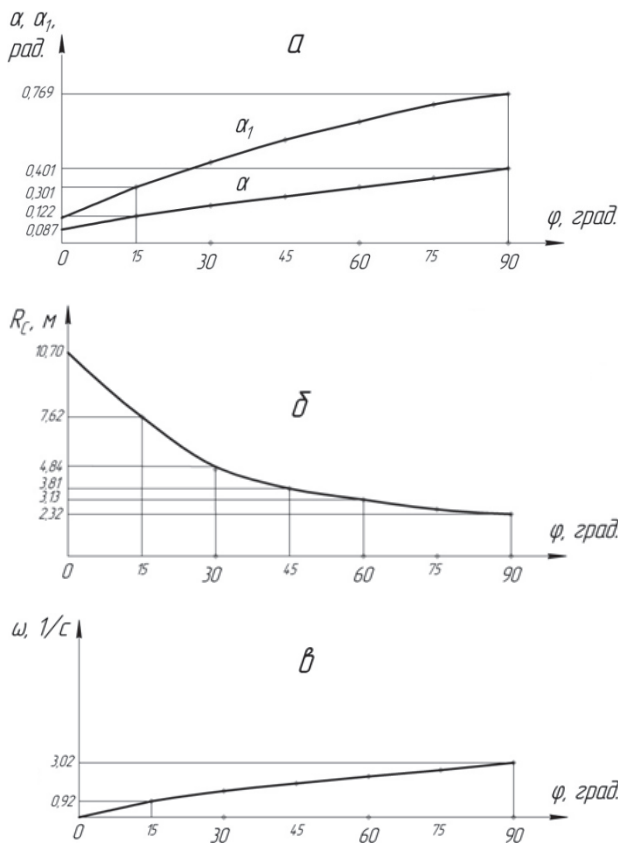 α, α₁,
рад.
а
0,769
α₁
0,401
0,301
α
0,122
0,087
φ, град.
0 15 30 45 60 75 90
R_C, м
10,70
б
7,62
4,84
3,81
3,13
2,32
φ, град.
0 15 30 45 60 75 90
ω, 1/с
в
3,02
0,92
φ, град.
0 15 30 45 60 75 90